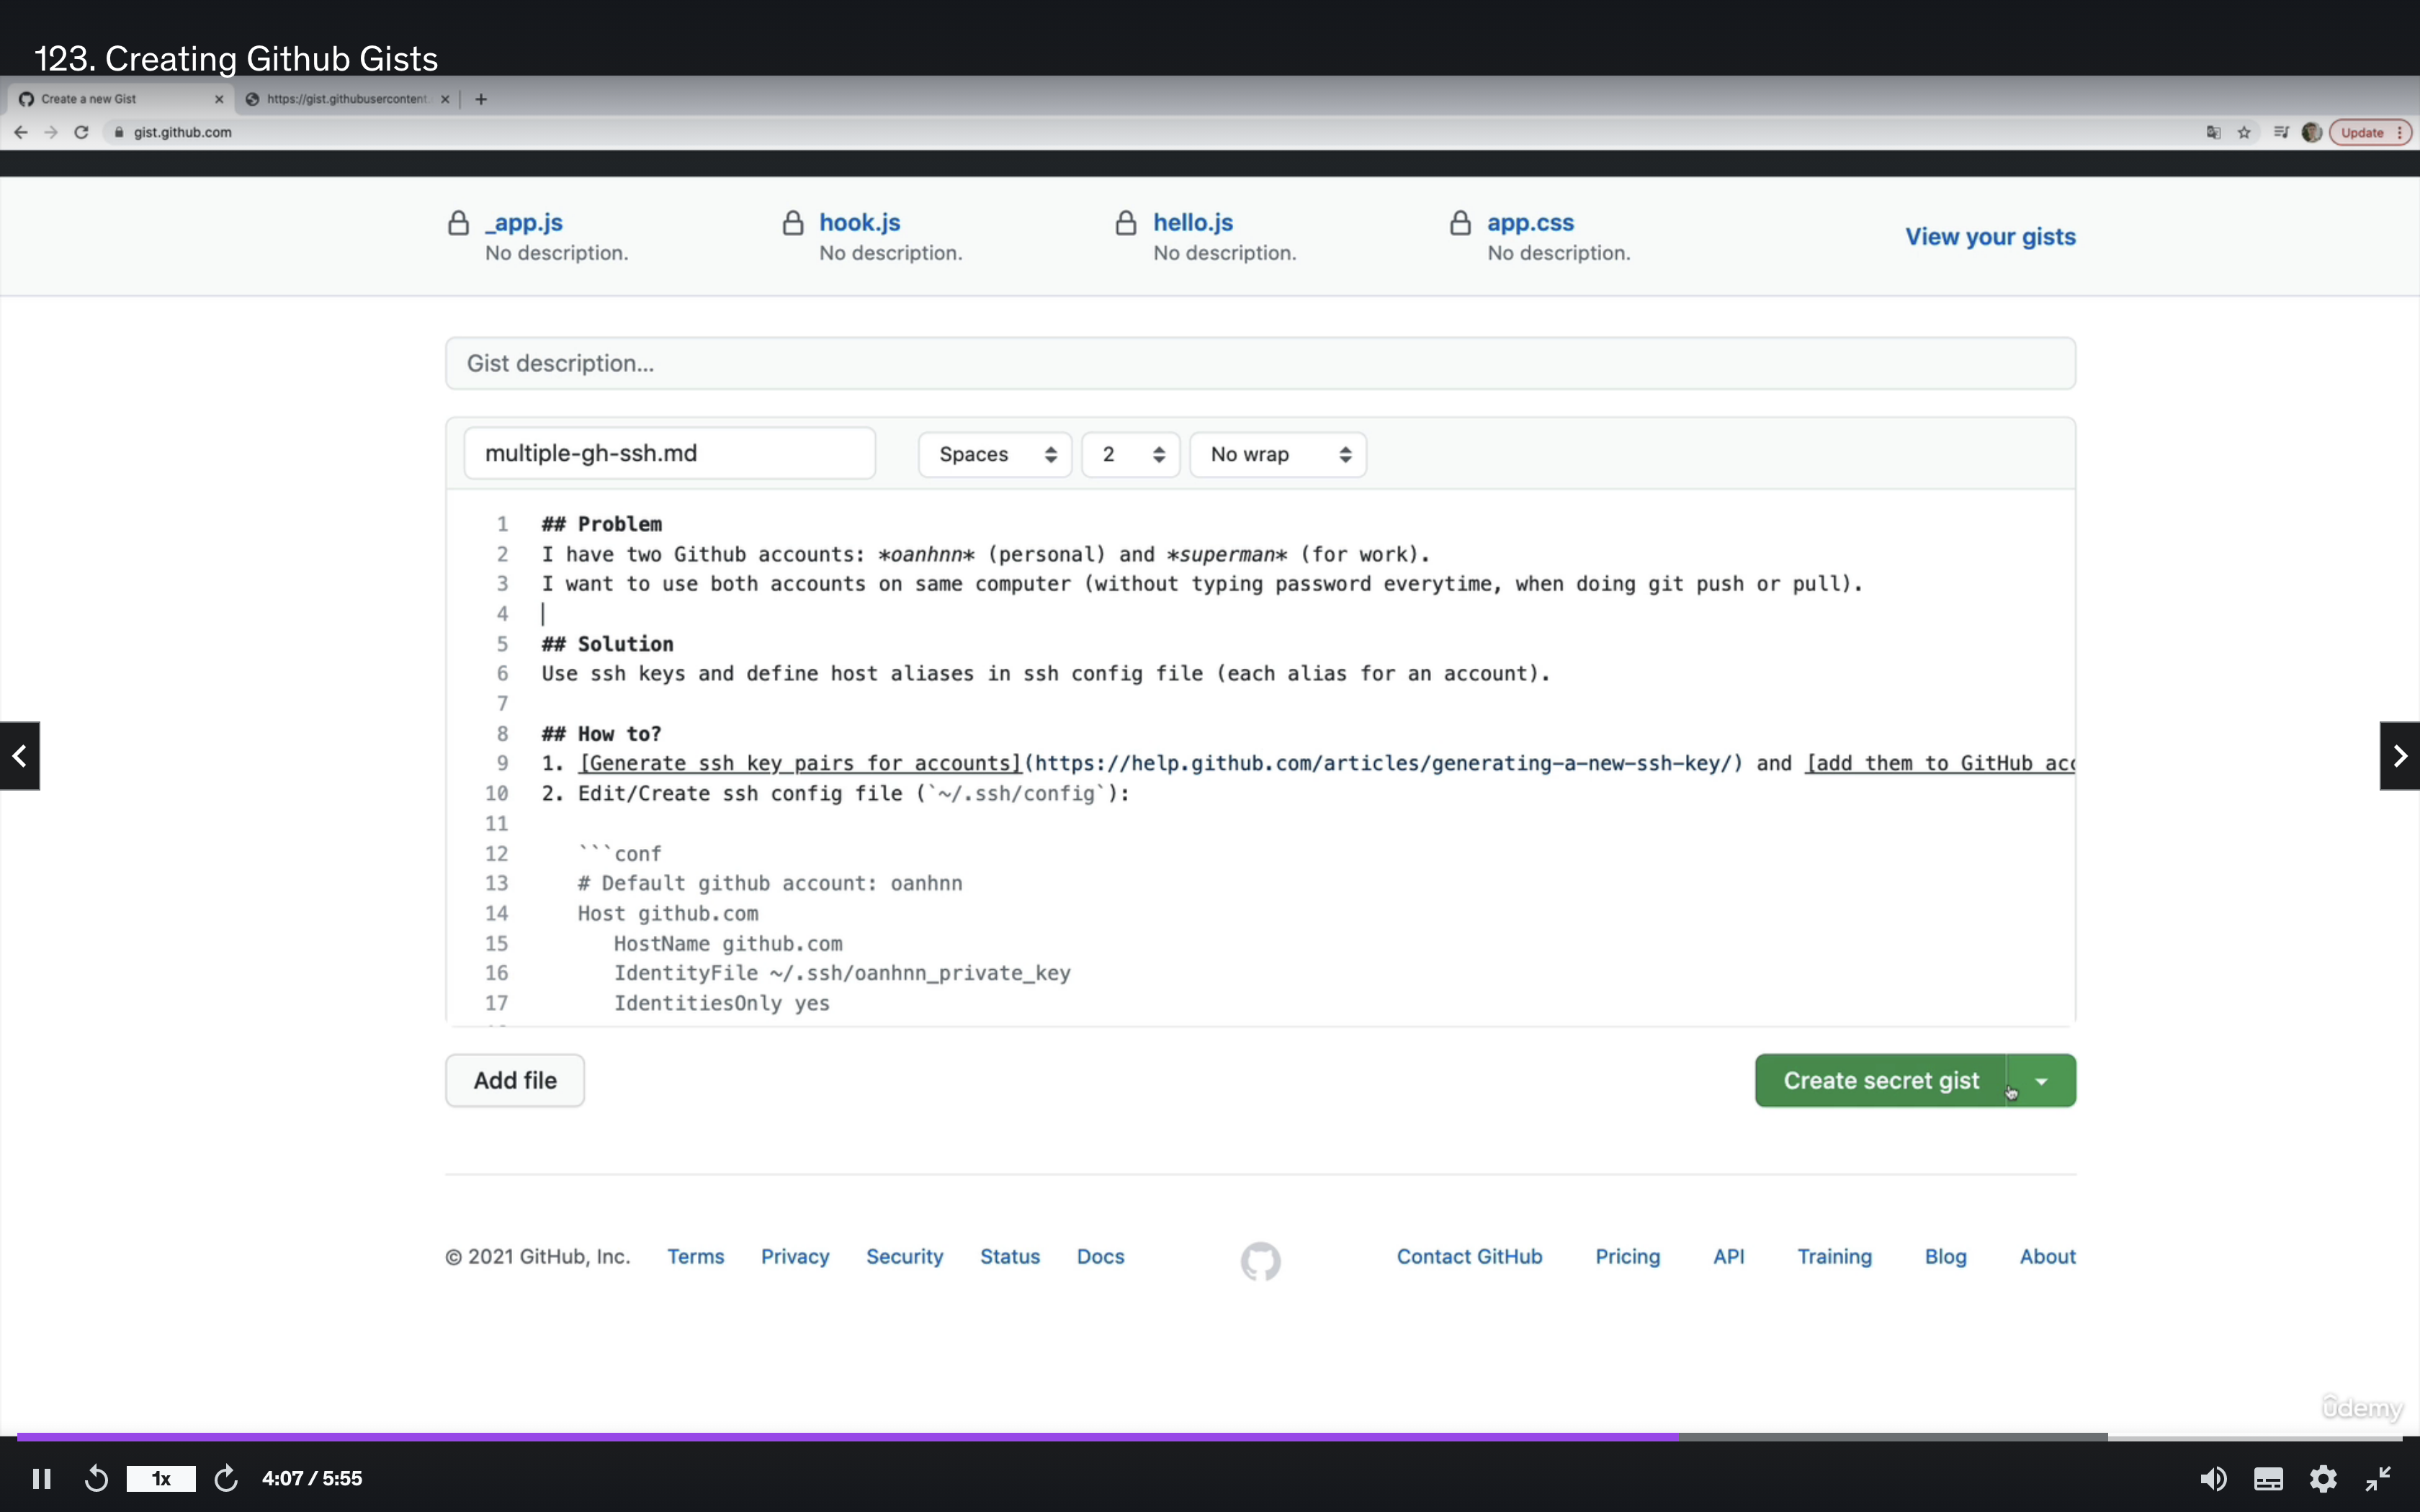 123. Creating Github Gists
Create a new Gist
https://gist.githubusercontent.
gist.github.com
Update
_app.js
No description.
hook.js
No description.
hello.js
No description.
app.css
No description.
View your gists
Gist description...
multiple-gh-ssh.md
Spaces
2
No wrap
1 ## Problem
2 I have two Github accounts: *oanhnn* (personal) and *superman* (for work).
3 I want to use both accounts on same computer (without typing password everytime, when doing git push or pull).
4
5 ## Solution
6 Use ssh keys and define host aliases in ssh config file (each alias for an account).
7
8 ## How to?
9 1. [Generate ssh key pairs for accounts](https://help.github.com/articles/generating-a-new-ssh-key/) and [add them to GitHub acc
10 2. Edit/Create ssh config file (`~/.ssh/config`):
11
12 ```conf
13 # Default github account: oanhnn
14 Host github.com
15 HostName github.com
16 IdentityFile ~/.ssh/oanhnn_private_key
17 IdentitiesOnly yes
Add file
Create secret gist
© 2021 GitHub, Inc.
Terms
Privacy
Security
Status
Docs
Contact GitHub
Pricing
API
Training
Blog
About
ûdemy
1x
4:07 / 5:55